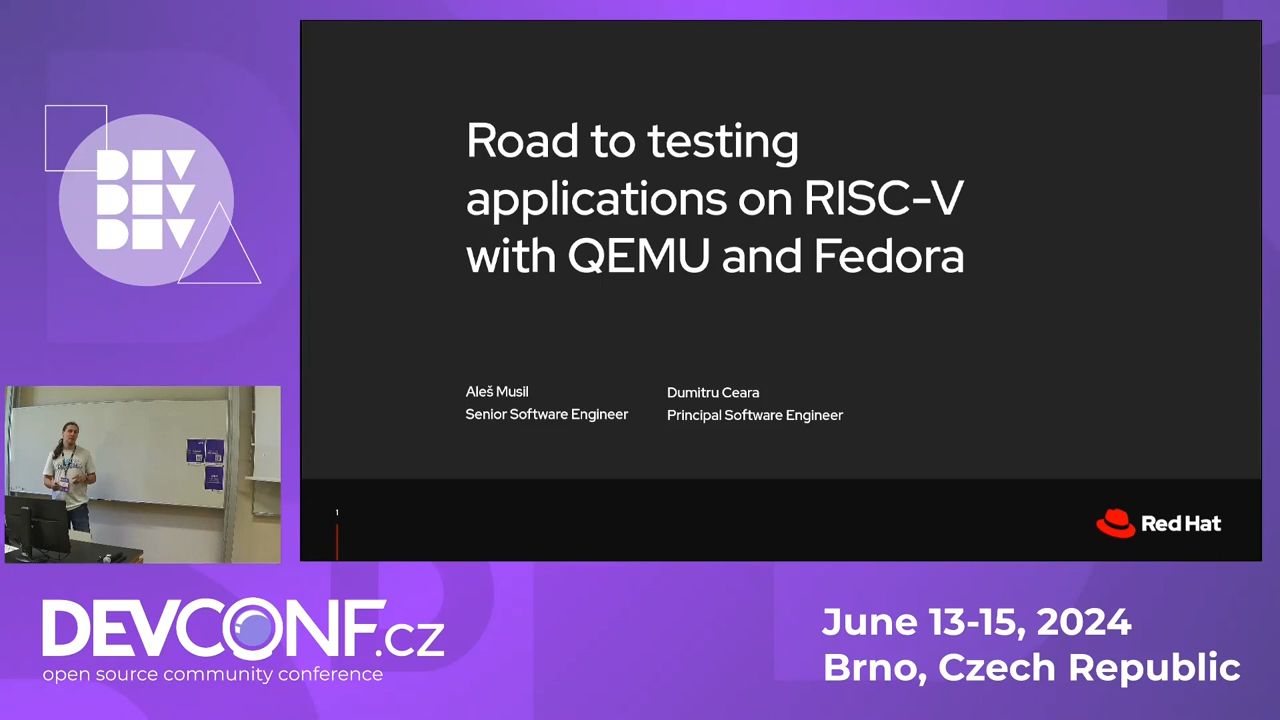 DEV
DEV
DEV
Road to testing
applications on RISC-V
with QEMU and Fedora
Aleš Musil
Senior Software Engineer
Dumitru Ceara
Principal Software Engineer
1
Red Hat
DEVCONF.cz
open source community conference
June 13-15, 2024
Brno, Czech Republic